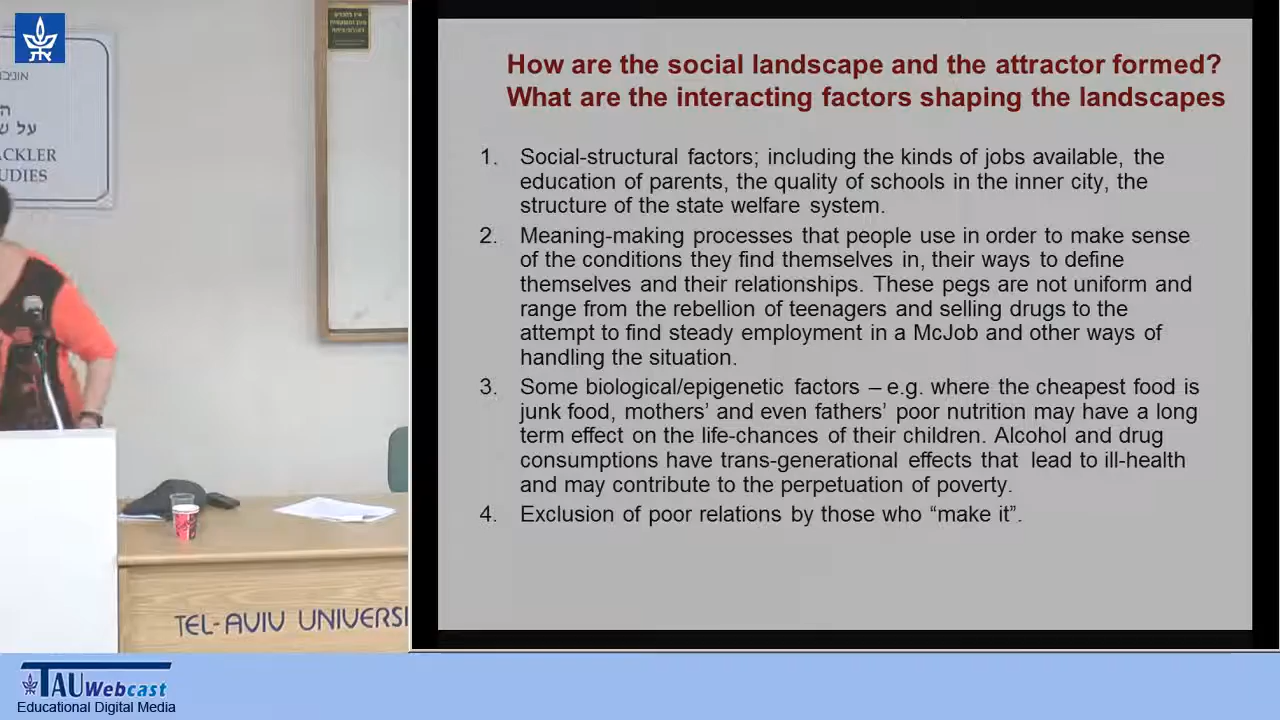 How are the social landscape and the attractor formed?
What are the interacting factors shaping the landscapes
1. Social-structural factors; including the kinds of jobs available, the
education of parents, the quality of schools in the inner city, the
structure of the state welfare system.
2. Meaning-making processes that people use in order to make sense
of the conditions they find themselves in, their ways to define
themselves and their relationships. These pegs are not uniform and
range from the rebellion of teenagers and selling drugs to the
attempt to find steady employment in a McJob and other ways of
handling the situation.
3. Some biological/epigenetic factors – e.g. where the cheapest food is
junk food, mothers’ and even fathers’ poor nutrition may have a long
term effect on the life-chances of their children. Alcohol and drug
consumptions have trans-generational effects that lead to ill-health
and may contribute to the perpetuation of poverty.
4. Exclusion of poor relations by those who “make it”.
אוניב
ה
על ש
ACKLER
UDIES
TEL-AVIV UNIVERSI
TAU Webcast
Educational Digital Media